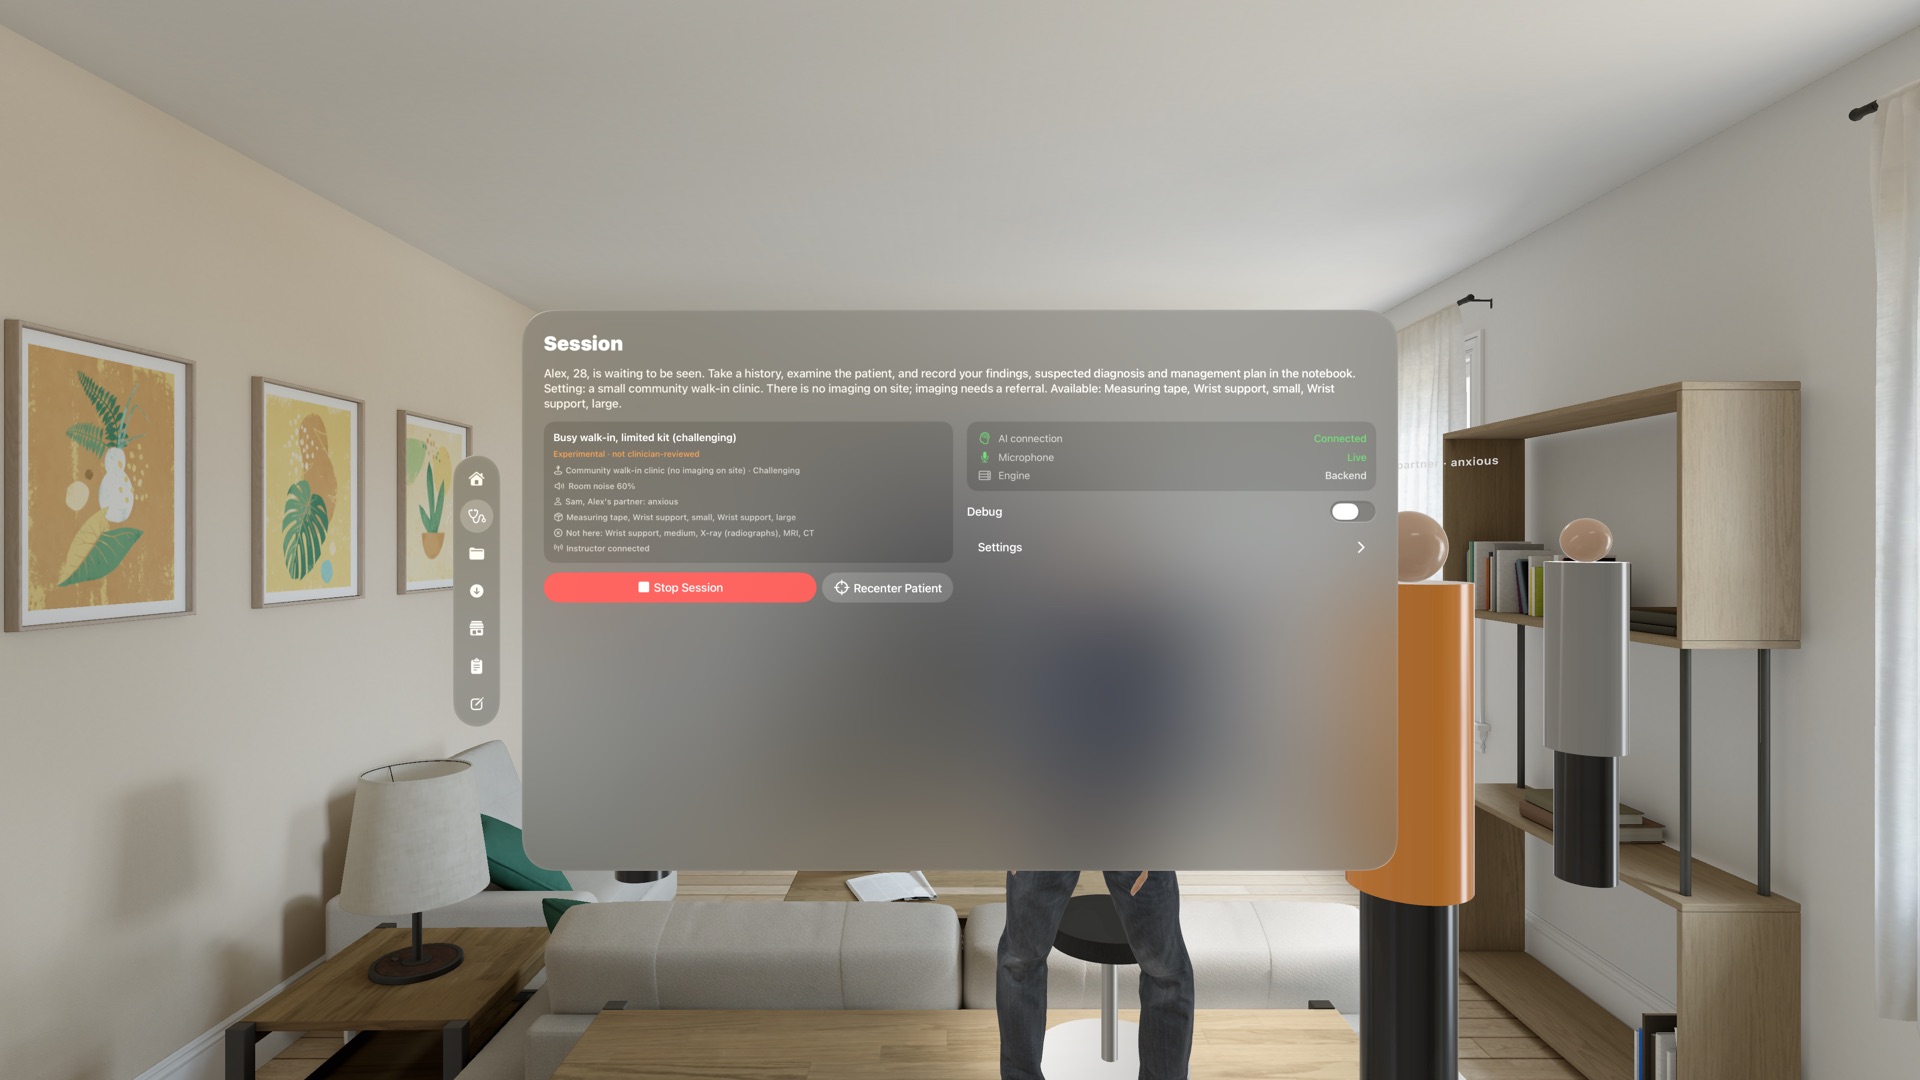 Session
Alex, 28, is waiting to be seen. Take a history, examine the patient, and record your findings, suspected diagnosis and management plan in the notebook.
Setting: a small community walk-in clinic. There is no imaging on site; imaging needs a referral. Available: Measuring tape, Wrist support, small, Wrist
support, large.
Busy walk-in, limited kit (challenging)
Experimental · not clinician-reviewed
Community walk-in clinic (no imaging on site) · Challenging
Room noise 60%
Sam, Alex's partner: anxious
Measuring tape, Wrist support, small, Wrist support, large
Not here: Wrist support, medium, X-ray (radiographs), MRI, CT
Instructor connected
Stop Session
Recenter Patient
AI connection Connected
Microphone Live
Engine Backend
Debug
Settings
partner · anxious